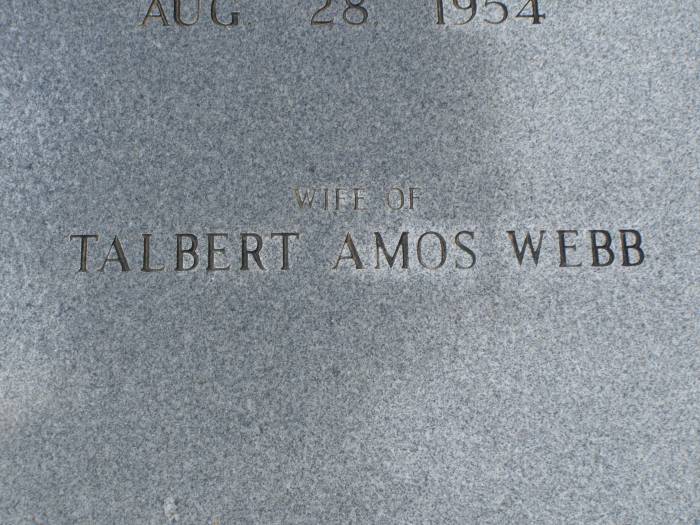 AUG 28 1954
WIFE OF
TALBERT AMOS WEBB